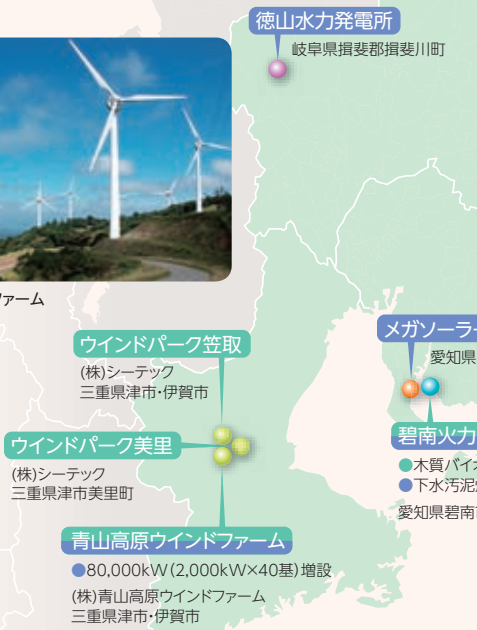 徳山水力発電所
岐阜県揖斐郡揖斐川町
ファーム
ウインドパーク笠取
(株)シーテック
三重県津市・伊賀市
メガソーラー
愛知県
ウインドパーク美里
(株)シーテック
三重県津市美里町
碧南火力
●木質バイオ
●下水汚泥
愛知県碧南市
青山高原ウインドファーム
●80,000kW(2,000kW×40基)増設
(株)青山高原ウインドファーム
三重県津市・伊賀市